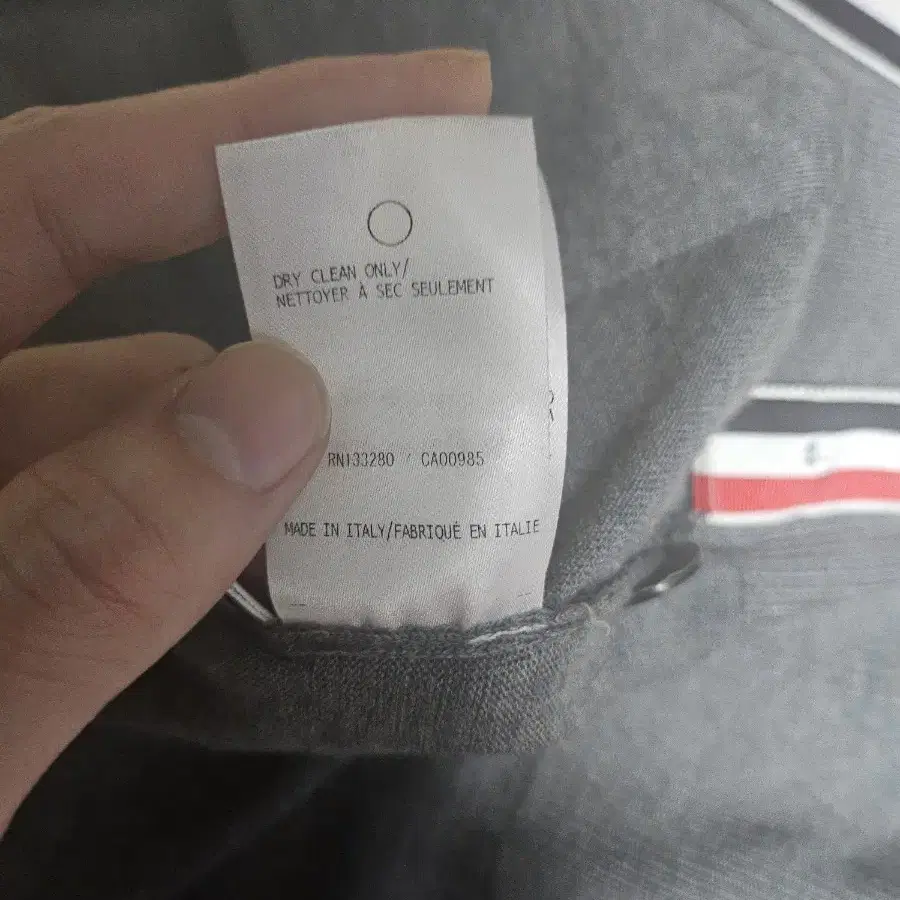 DRY CLEAN ONLY/
NETTOYER À SEC SEULEMENT
RN133280 / CA00985
MADE IN ITALY/FABRIQUÉ EN ITALIE